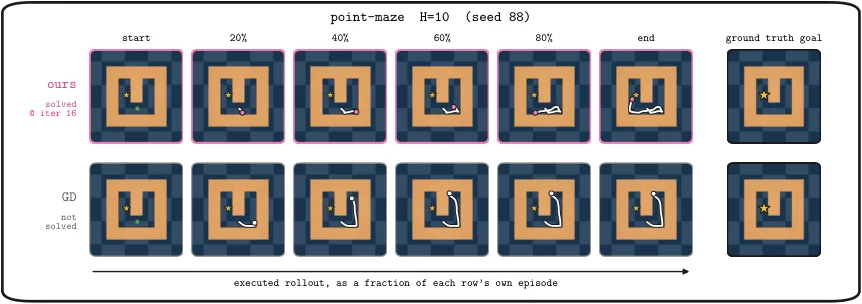 point-maze H=10 (seed 88)
start 20% 40% 60% 80% end ground truth goal
ours
solved
@ iter 16
GD
not
solved
executed rollout, as a fraction of each row's own episode